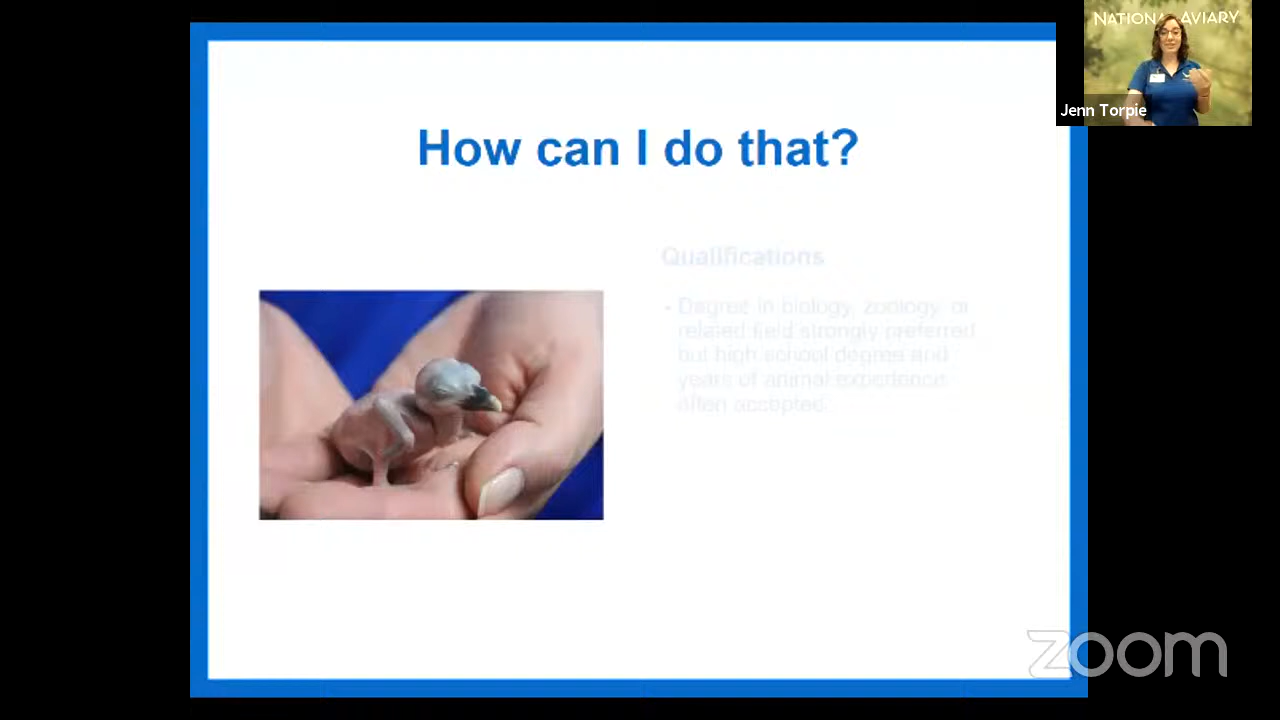 NATIONAL AVIARY
Jenn Torpie
How can I do that?
Qualifications
- Degree in biology, zoology, or
related field strongly preferred
but high school degree and
years of animal experience
often accepted.
zoom